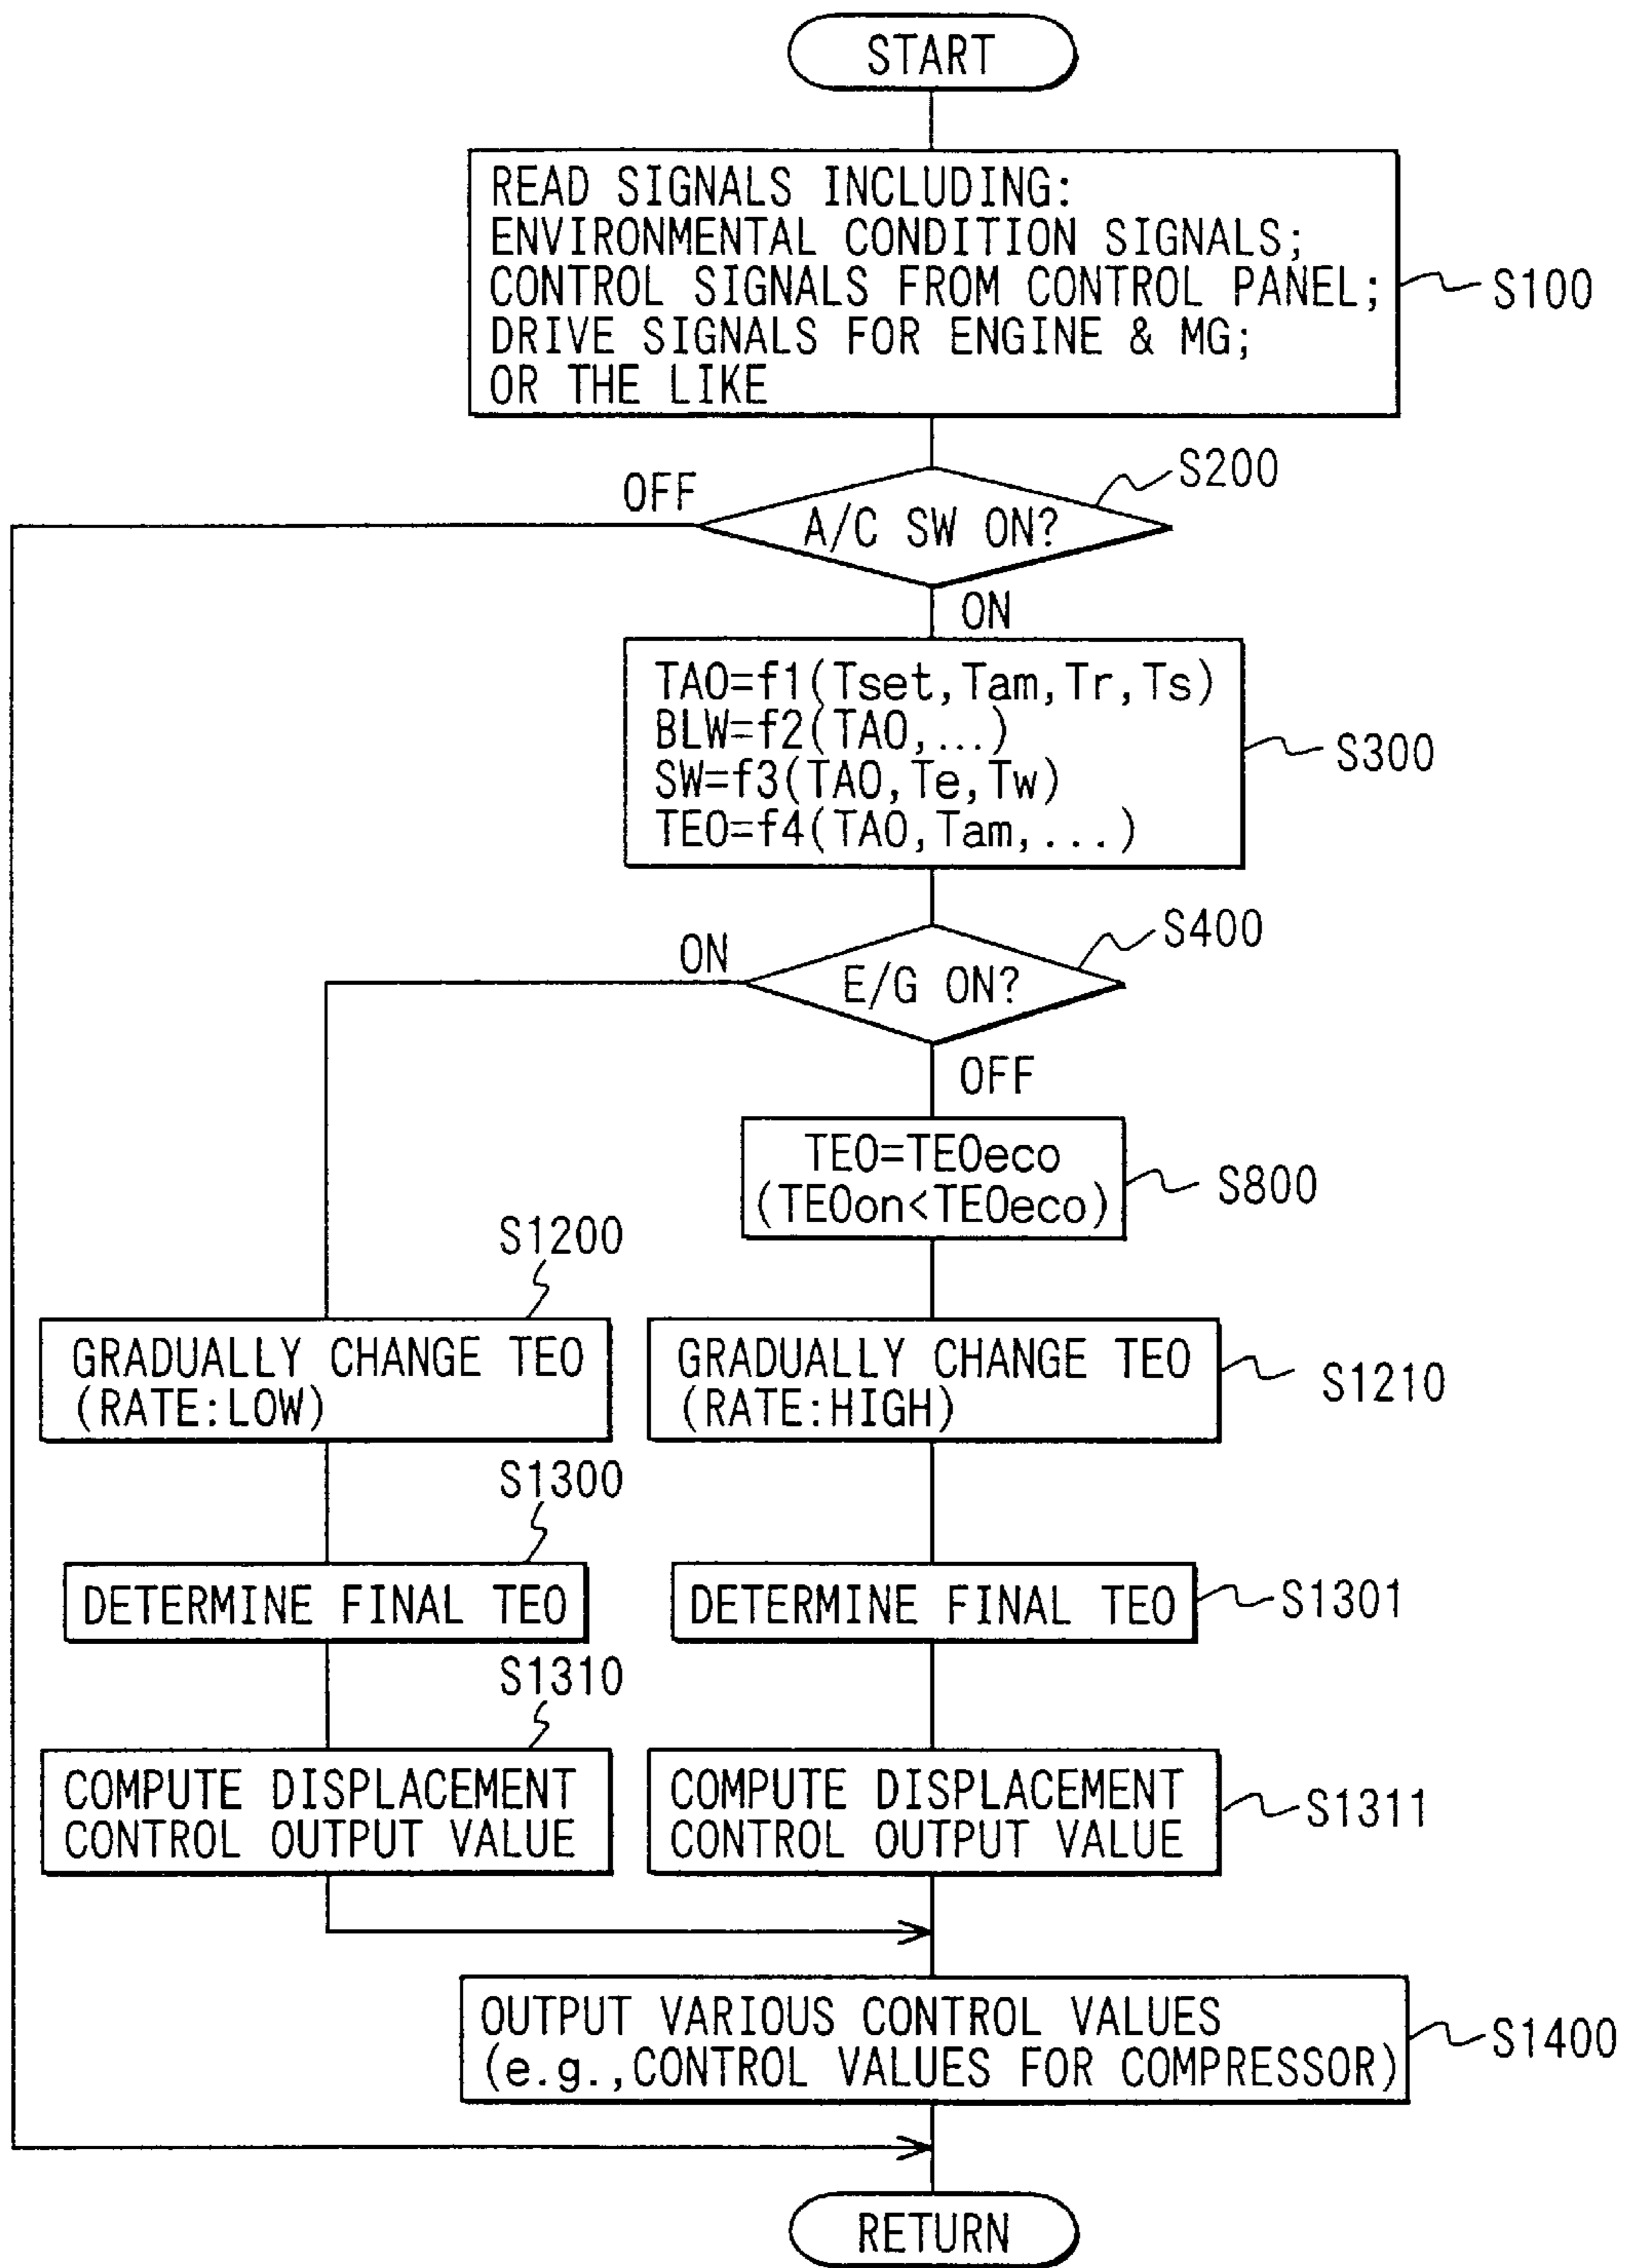 START
READ SIGNALS INCLUDING:
ENVIRONMENTAL CONDITION SIGNALS;
CONTROL SIGNALS FROM CONTROL PANEL;
DRIVE SIGNALS FOR ENGINE & MG;
OR THE LIKE
S100
S200
OFF
A/C SW ON?
ON
TAO=f1(Tset,Tam,Tr,Ts)
BLW=f2(TAO,...)
SW=f3(TAO,Te,Tw)
TEO=f4(TAO,Tam,...)
S300
S400
ON
E/G ON?
OFF
TEO=TEOeco
(TEOon<TEOeco)
S800
S1200
GRADUALLY CHANGE TEO
(RATE:LOW)
GRADUALLY CHANGE TEO
(RATE:HIGH)
S1210
S1300
DETERMINE FINAL TEO
DETERMINE FINAL TEO
S1301
S1310
COMPUTE DISPLACEMENT
CONTROL OUTPUT VALUE
COMPUTE DISPLACEMENT
CONTROL OUTPUT VALUE
S1311
OUTPUT VARIOUS CONTROL VALUES
(e.g.,CONTROL VALUES FOR COMPRESSOR)
S1400
RETURN